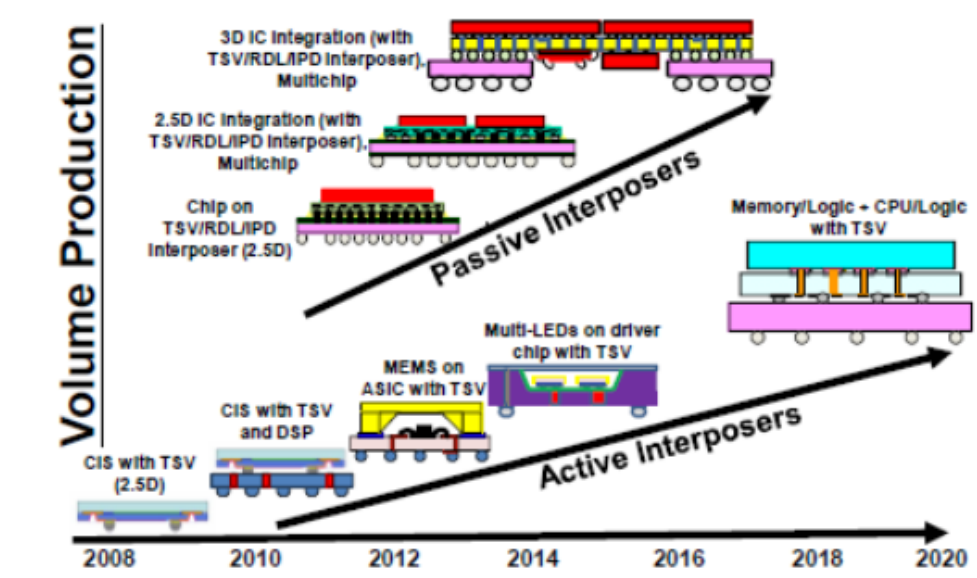 Volume Production
3D IC Integration (with
TSV/RDL/IPD Interposer),
Multichip
2.5D IC Integration (with
TSV/RDL/IPD Interposer),
Multichip
Chip on
TSV/RDL/IPD
Interposer (2.5D)
Passive Interposers
Memory/Logic + CPU/Logic
with TSV
Multi-LEDs on driver
chip with TSV
MEMS on
ASIC with TSV
CIS with TSV
and DSP
CIS with TSV
(2.5D)
Active Interposers
2008 2010 2012 2014 2016 2018 2020